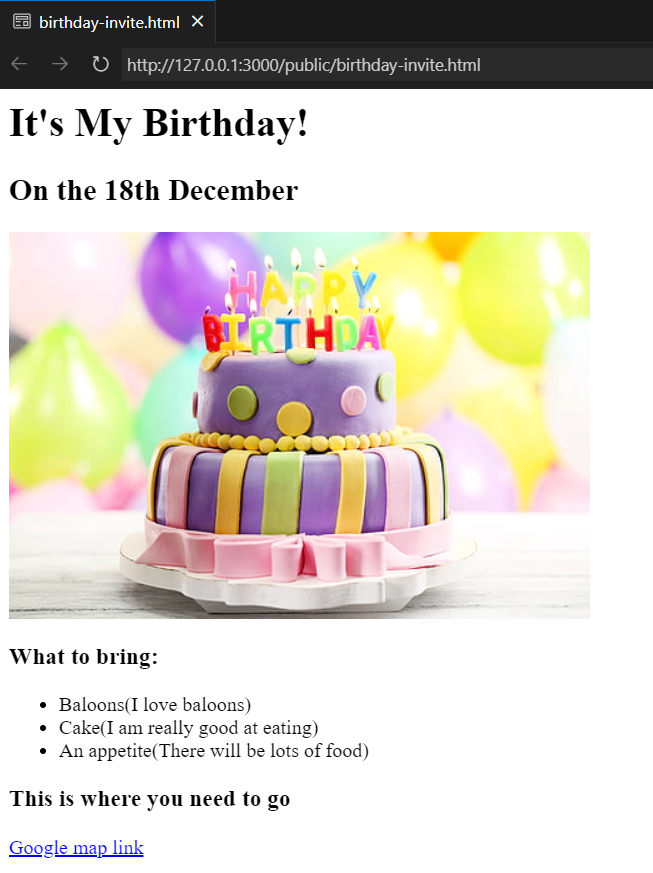 birthday-invite.html
http://127.0.0.1:3000/public/birthday-invite.html
It's My Birthday!
On the 18th December
HAPPY
BIRTHDAY
What to bring:
Baloons(I love baloons)
Cake(I am really good at eating)
An appetite(There will be lots of food)
This is where you need to go
Google map link